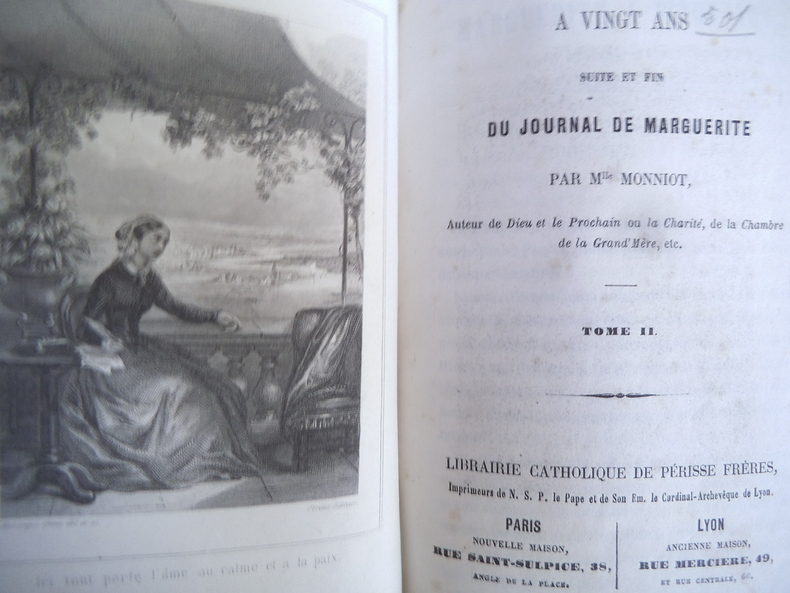 Ici tout porte l'âme au calme et à la paix.
A VINGT ANS 501
SUITE ET FIN
DU JOURNAL DE MARGUERITE
PAR Mlle MONNIOT,
Auteur de Dieu et le Prochain ou la Charité, de la Chambre
de la Grand'Mère, etc.
TOME II.
LIBRAIRIE CATHOLIQUE DE PÉRISSE FRÈRES,
Imprimeurs de N. S. P. le Pape et de Son Em. le Cardinal-Archevêque de Lyon.
PARIS
NOUVELLE MAISON,
RUE SAINT-SULPICE, 38,
ANGLE DE LA PLACE.
LYON
ANCIENNE MAISON,
RUE MERCIERE, 49,
ET RUE CENTRALE, &c.